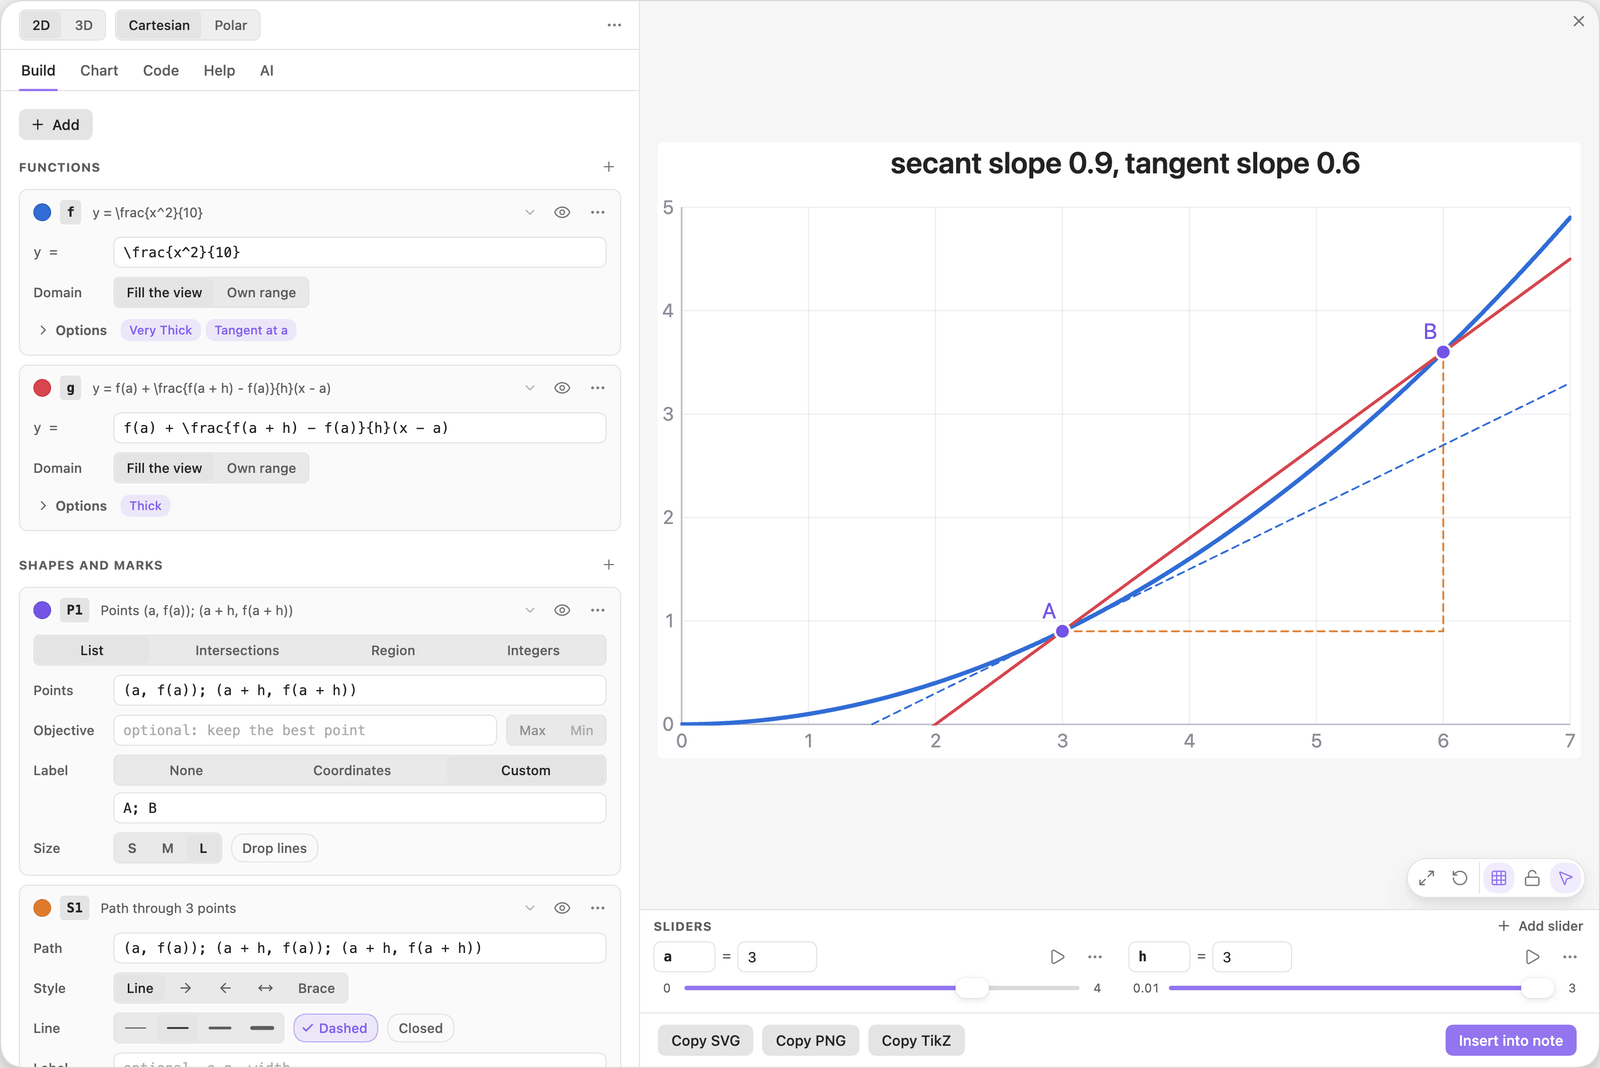 2D 3D Cartesian Polar
Build Chart Code Help AI
+ Add
FUNCTIONS
f y = \frac{x^2}{10}
y = \frac{x^2}{10}
Domain Fill the view Own range
Options Very Thick Tangent at a
g y = f(a) + \frac{f(a + h) - f(a)}{h}(x - a)
y = f(a) + \frac{f(a + h) - f(a)}{h}(x - a)
Domain Fill the view Own range
Options Thick
SHAPES AND MARKS
P1 Points (a, f(a)); (a + h, f(a + h))
List Intersections Region Integers
Points (a, f(a)); (a + h, f(a + h))
Objective optional: keep the best point Max Min
Label None Coordinates Custom
A; B
Size S M L Drop lines
S1 Path through 3 points
Path (a, f(a)); (a + h, f(a)); (a + h, f(a + h))
Style Line → ← ↔ Brace
Line Dashed Closed
secant slope 0.9, tangent slope 0.6
5
4
3
2
1
0
0 1 2 3 4 5 6 7
A
B
SLIDERS + Add slider
a = 3 h = 3
0 4 0.01 3
Copy SVG Copy PNG Copy TikZ Insert into note